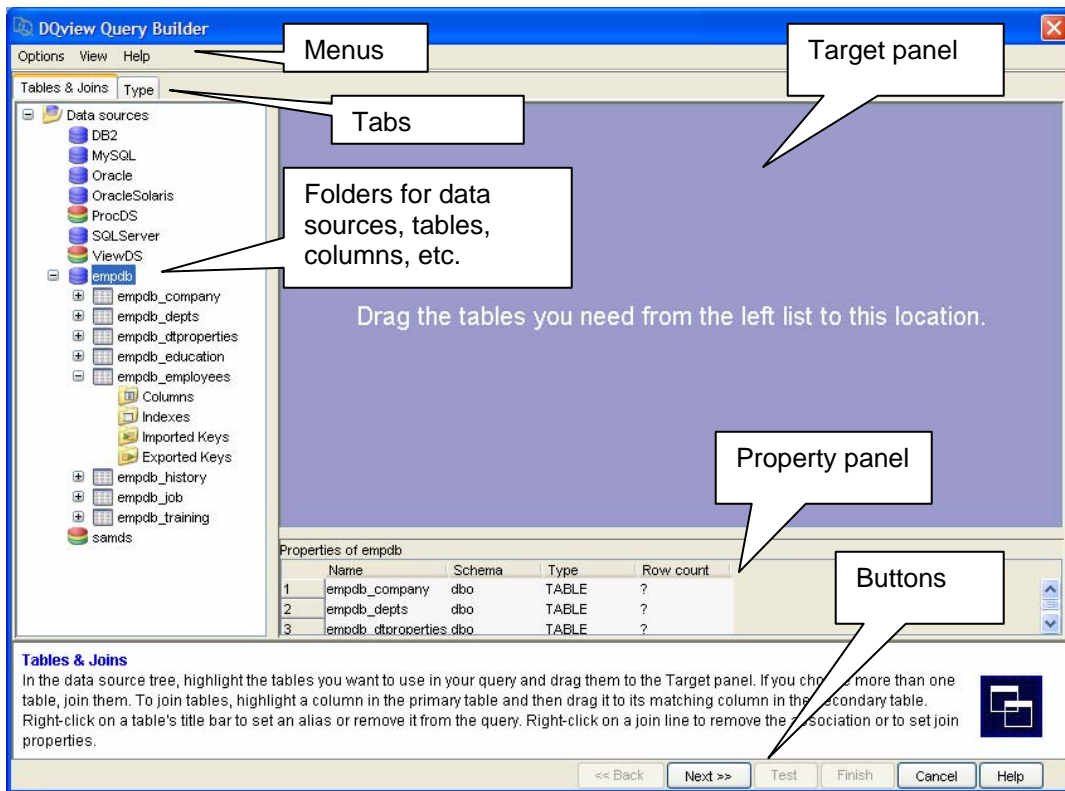 DQview Query Builder
Options View Help
Menus
Target panel
Tables & Joins Type
Tabs
Data sources
DB2
MySQL
Oracle
OracleSolaris
ProcDS
SQLServer
ViewDS
empdb
Folders for data
sources, tables,
columns, etc.
empdb_company
empdb_depts
empdb_dtproperties
empdb_education
empdb_employees
Columns
Indexes
Imported Keys
Exported Keys
empdb_history
empdb_job
empdb_training
samds
Drag the tables you need from the left list to this location.
Property panel
Properties of empdb
Name Schema Type Row count
1 empdb_company dbo TABLE ?
2 empdb_depts dbo TABLE ?
3 empdb_dtproperties dbo TABLE ?
Buttons
Tables & Joins
In the data source tree, highlight the tables you want to use in your query and drag them to the Target panel. If you cho more than one
table, join them. To join tables, highlight a column in the primary table and then drag it to its matching column in the secondary table.
Right-click on a table's title bar to set an alias or remove it from the query. Right-click on a join line to remove the association or to set join
properties.
<< Back Next >> Test Finish Cancel Help